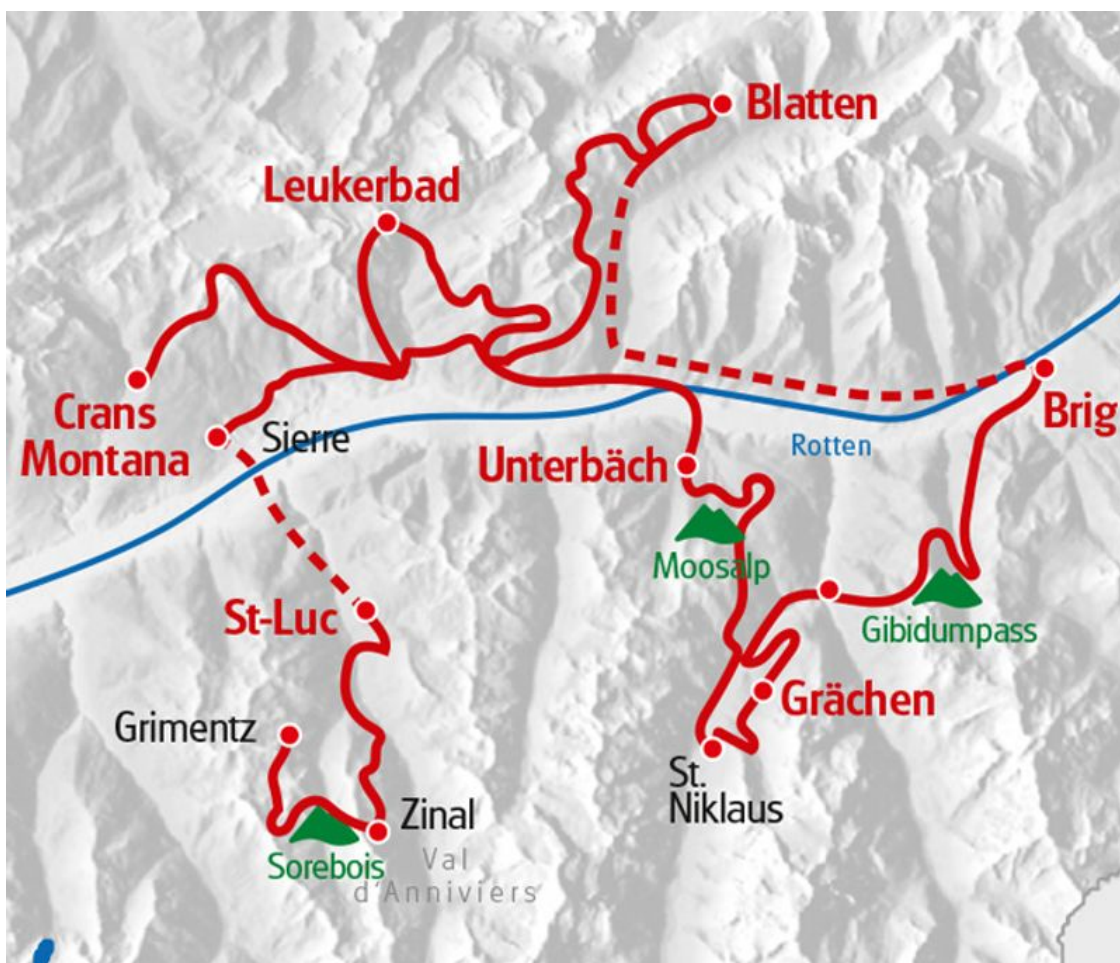 Blatten
Leukerbad
Crans
Montana
Sierre
Brig
Rotten
Unterbäch
Moosalp
Gibidumpass
St-Luc
Grächen
Grimentz
St.
Niklaus
Zinal
Sorebois
Val
d'Anniviers